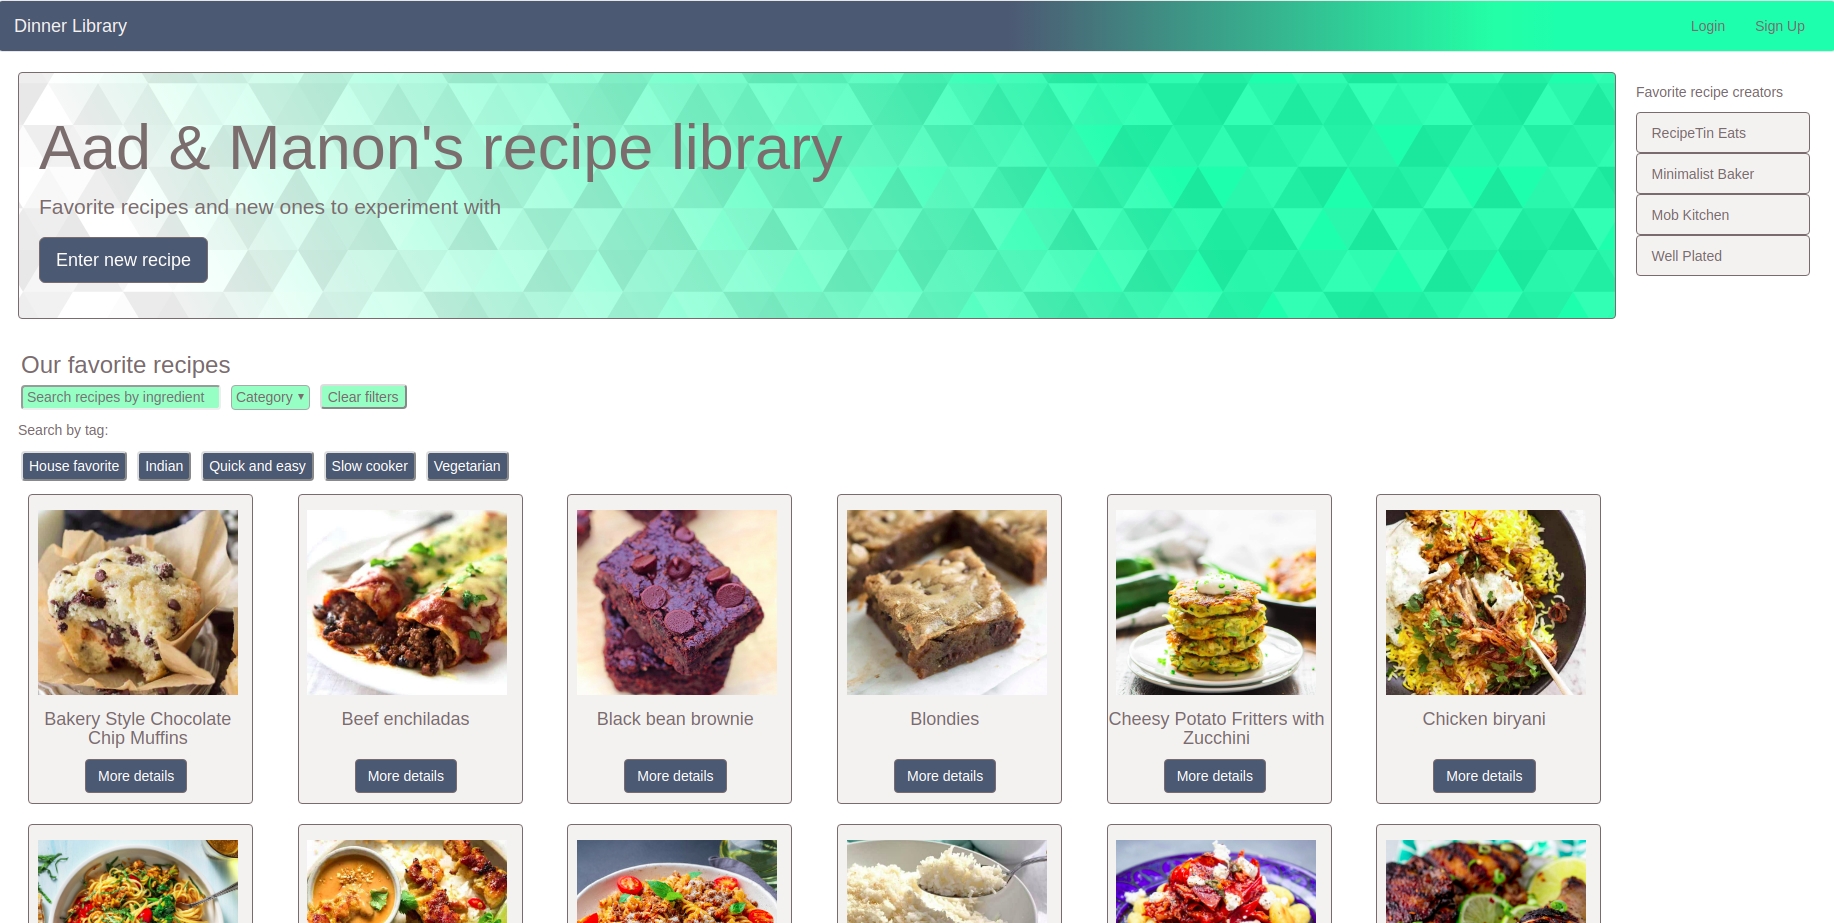 Dinner Library
Login
Sign Up
Aad & Manon's recipe library
Favorite recipes and new ones to experiment with
Enter new recipe
Favorite recipe creators
RecipeTin Eats
Minimalist Baker
Mob Kitchen
Well Plated
Our favorite recipes
Search recipes by ingredient
Category
Clear filters
Search by tag:
House favorite
Indian
Quick and easy
Slow cooker
Vegetarian
Bakery Style Chocolate
Chip Muffins
More details
Beef enchiladas
More details
Black bean brownie
More details
Blondies
More details
Cheesy Potato Fritters with
Zucchini
More details
Chicken biryani
More details